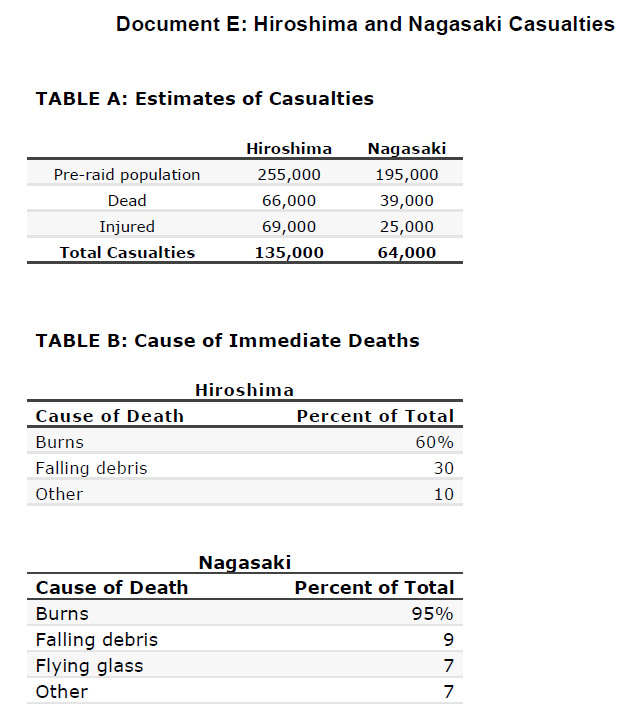 Document E: Hiroshima and Nagasaki Casualties
TABLE A: Estimates of Casualties
Hiroshima Nagasaki
Pre-raid population 255,000 195,000
Dead 66,000 39,000
Injured 69,000 25,000
Total Casualties 135,000 64,000
TABLE B: Cause of Immediate Deaths
Hiroshima
Cause of Death Percent of Total
Burns 60%
Falling debris 30
Other 10
Nagasaki
Cause of Death Percent of Total
Burns 95%
Falling debris 9
Flying glass 7
Other 7